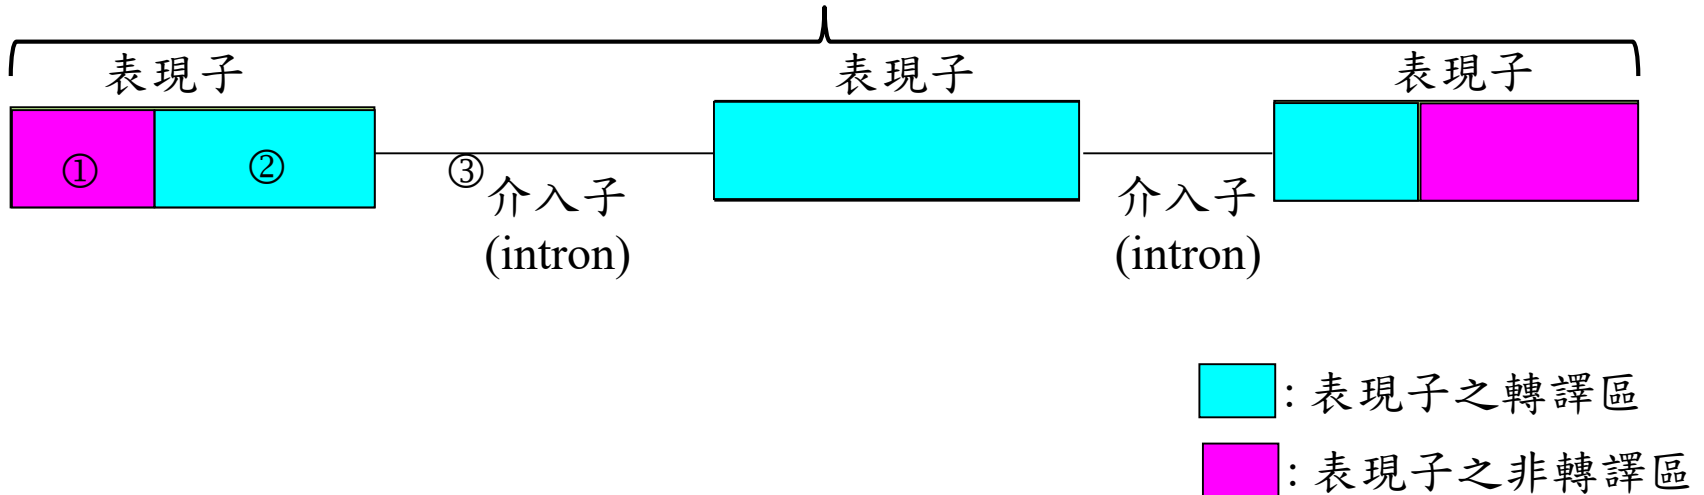 表現子 表現子 表現子
① ② ③
介入子 介入子
(intron) (intron)
: 表現子之轉譯區
: 表現子之非轉譯區